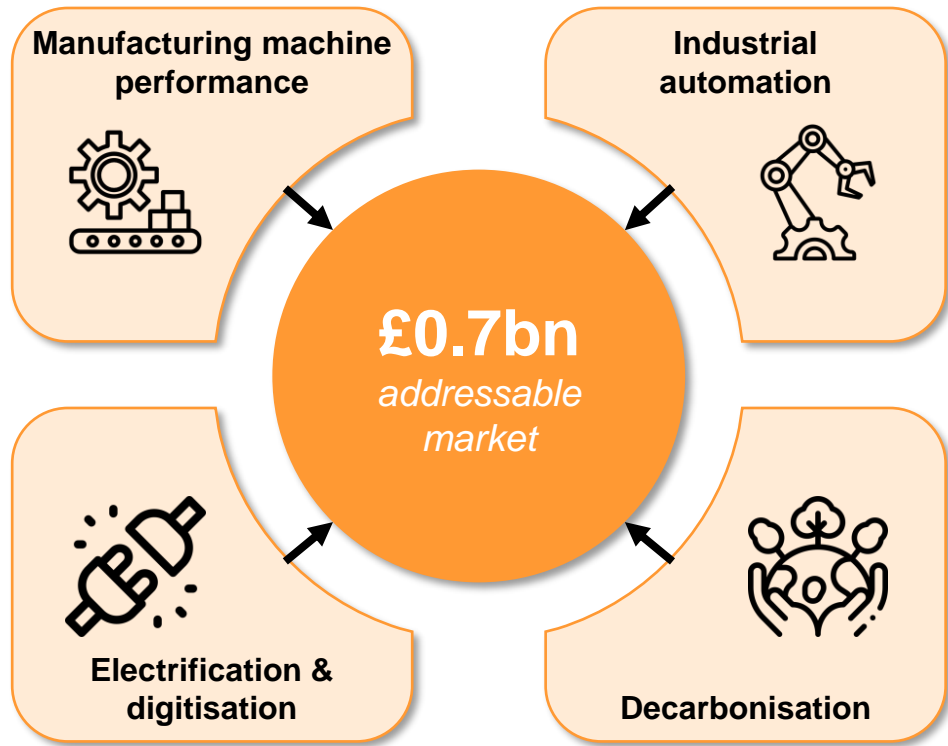 Manufacturing machine
performance
Industrial
automation
£0.7bn
addressable
market
Electrification &
digitisation
Decarbonisation